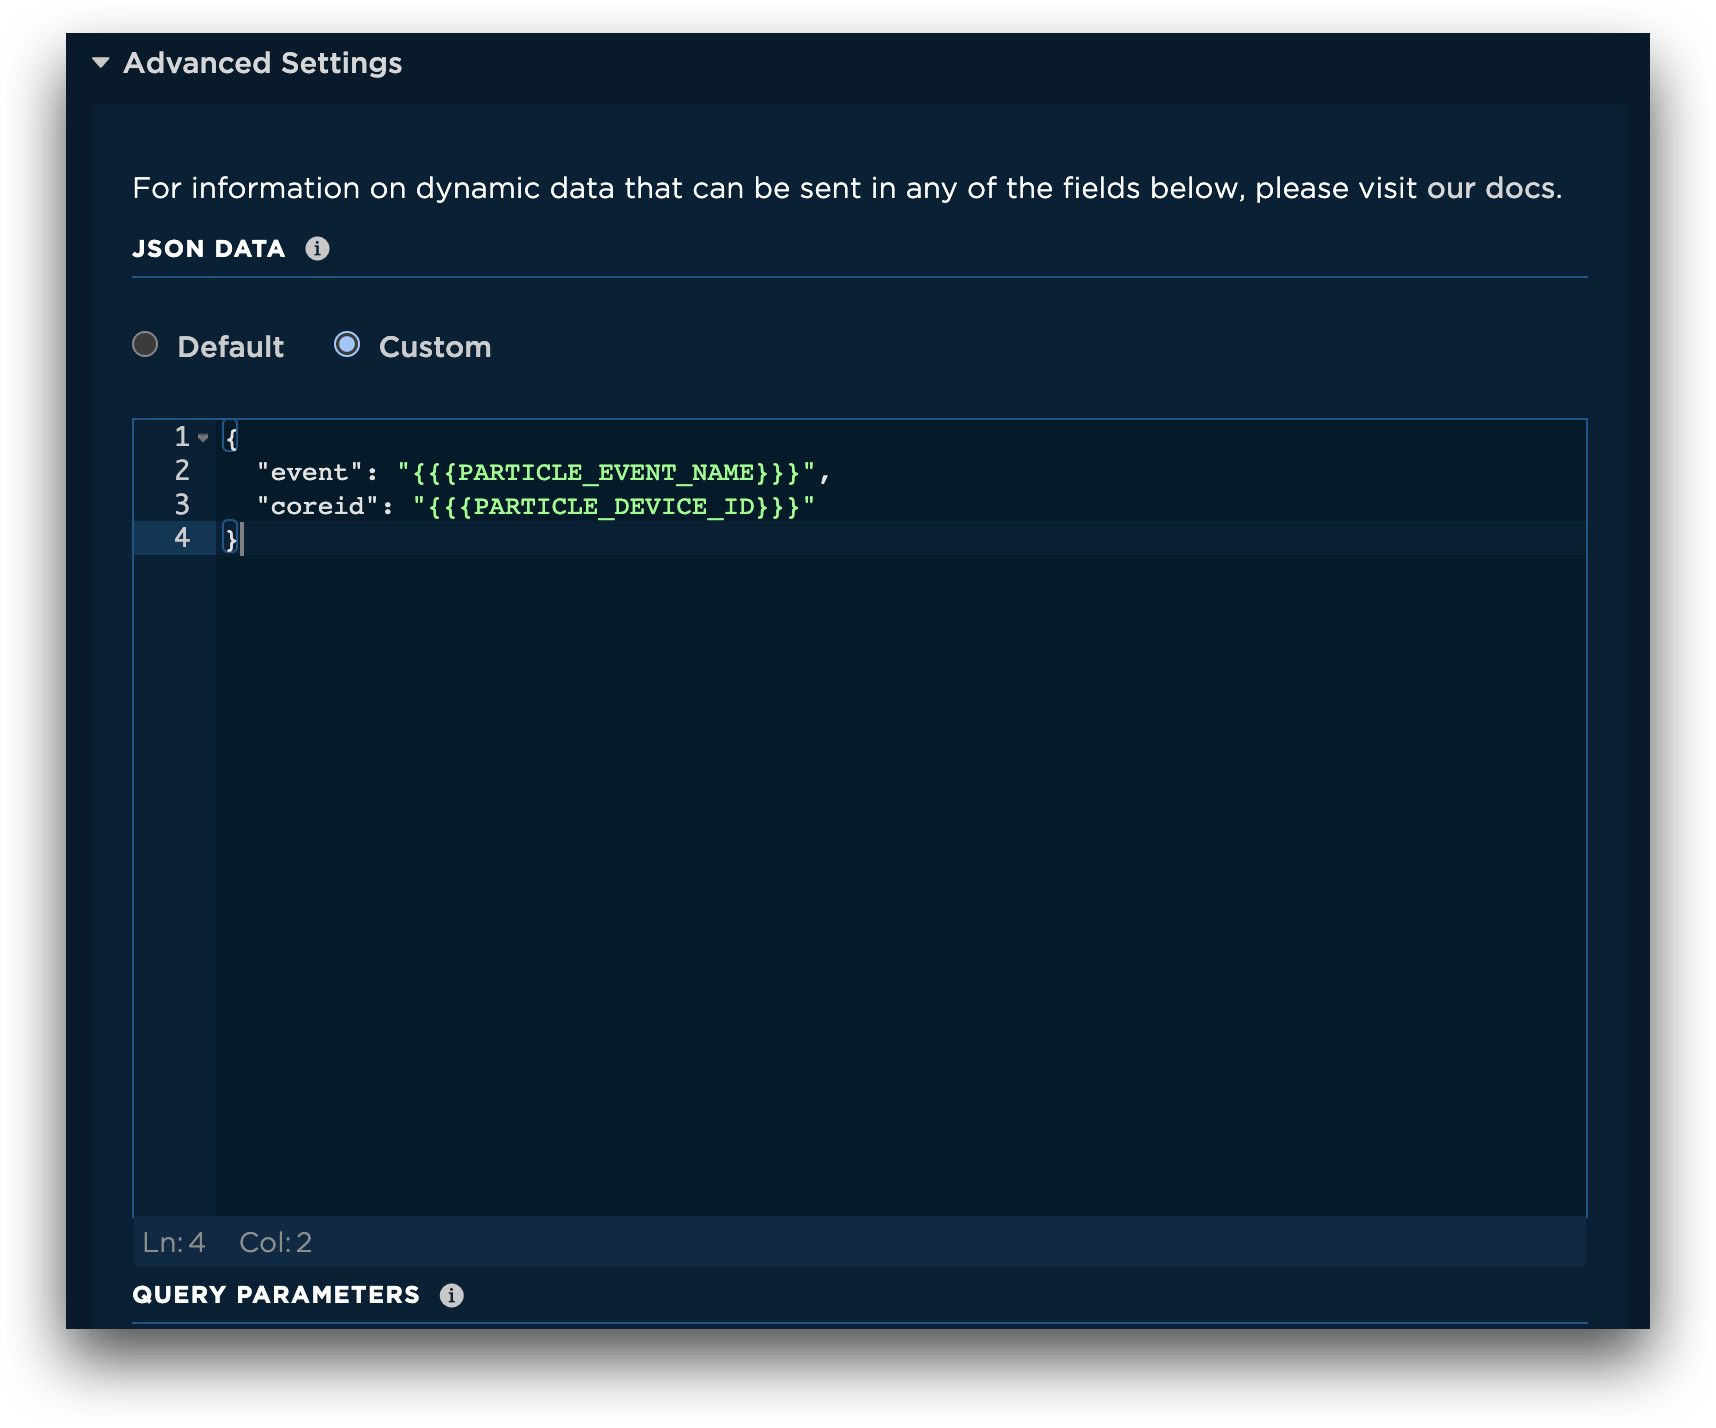 Advanced Settings
For information on dynamic data that can be sent in any of the fields below, please visit our docs.
JSON DATA
Default Custom
1 {
2 "event": "{{{PARTICLE_EVENT_NAME}}}",
3 "coreid": "{{{PARTICLE_DEVICE_ID}}}"
4 }
Ln:4 Col:2
QUERY PARAMETERS